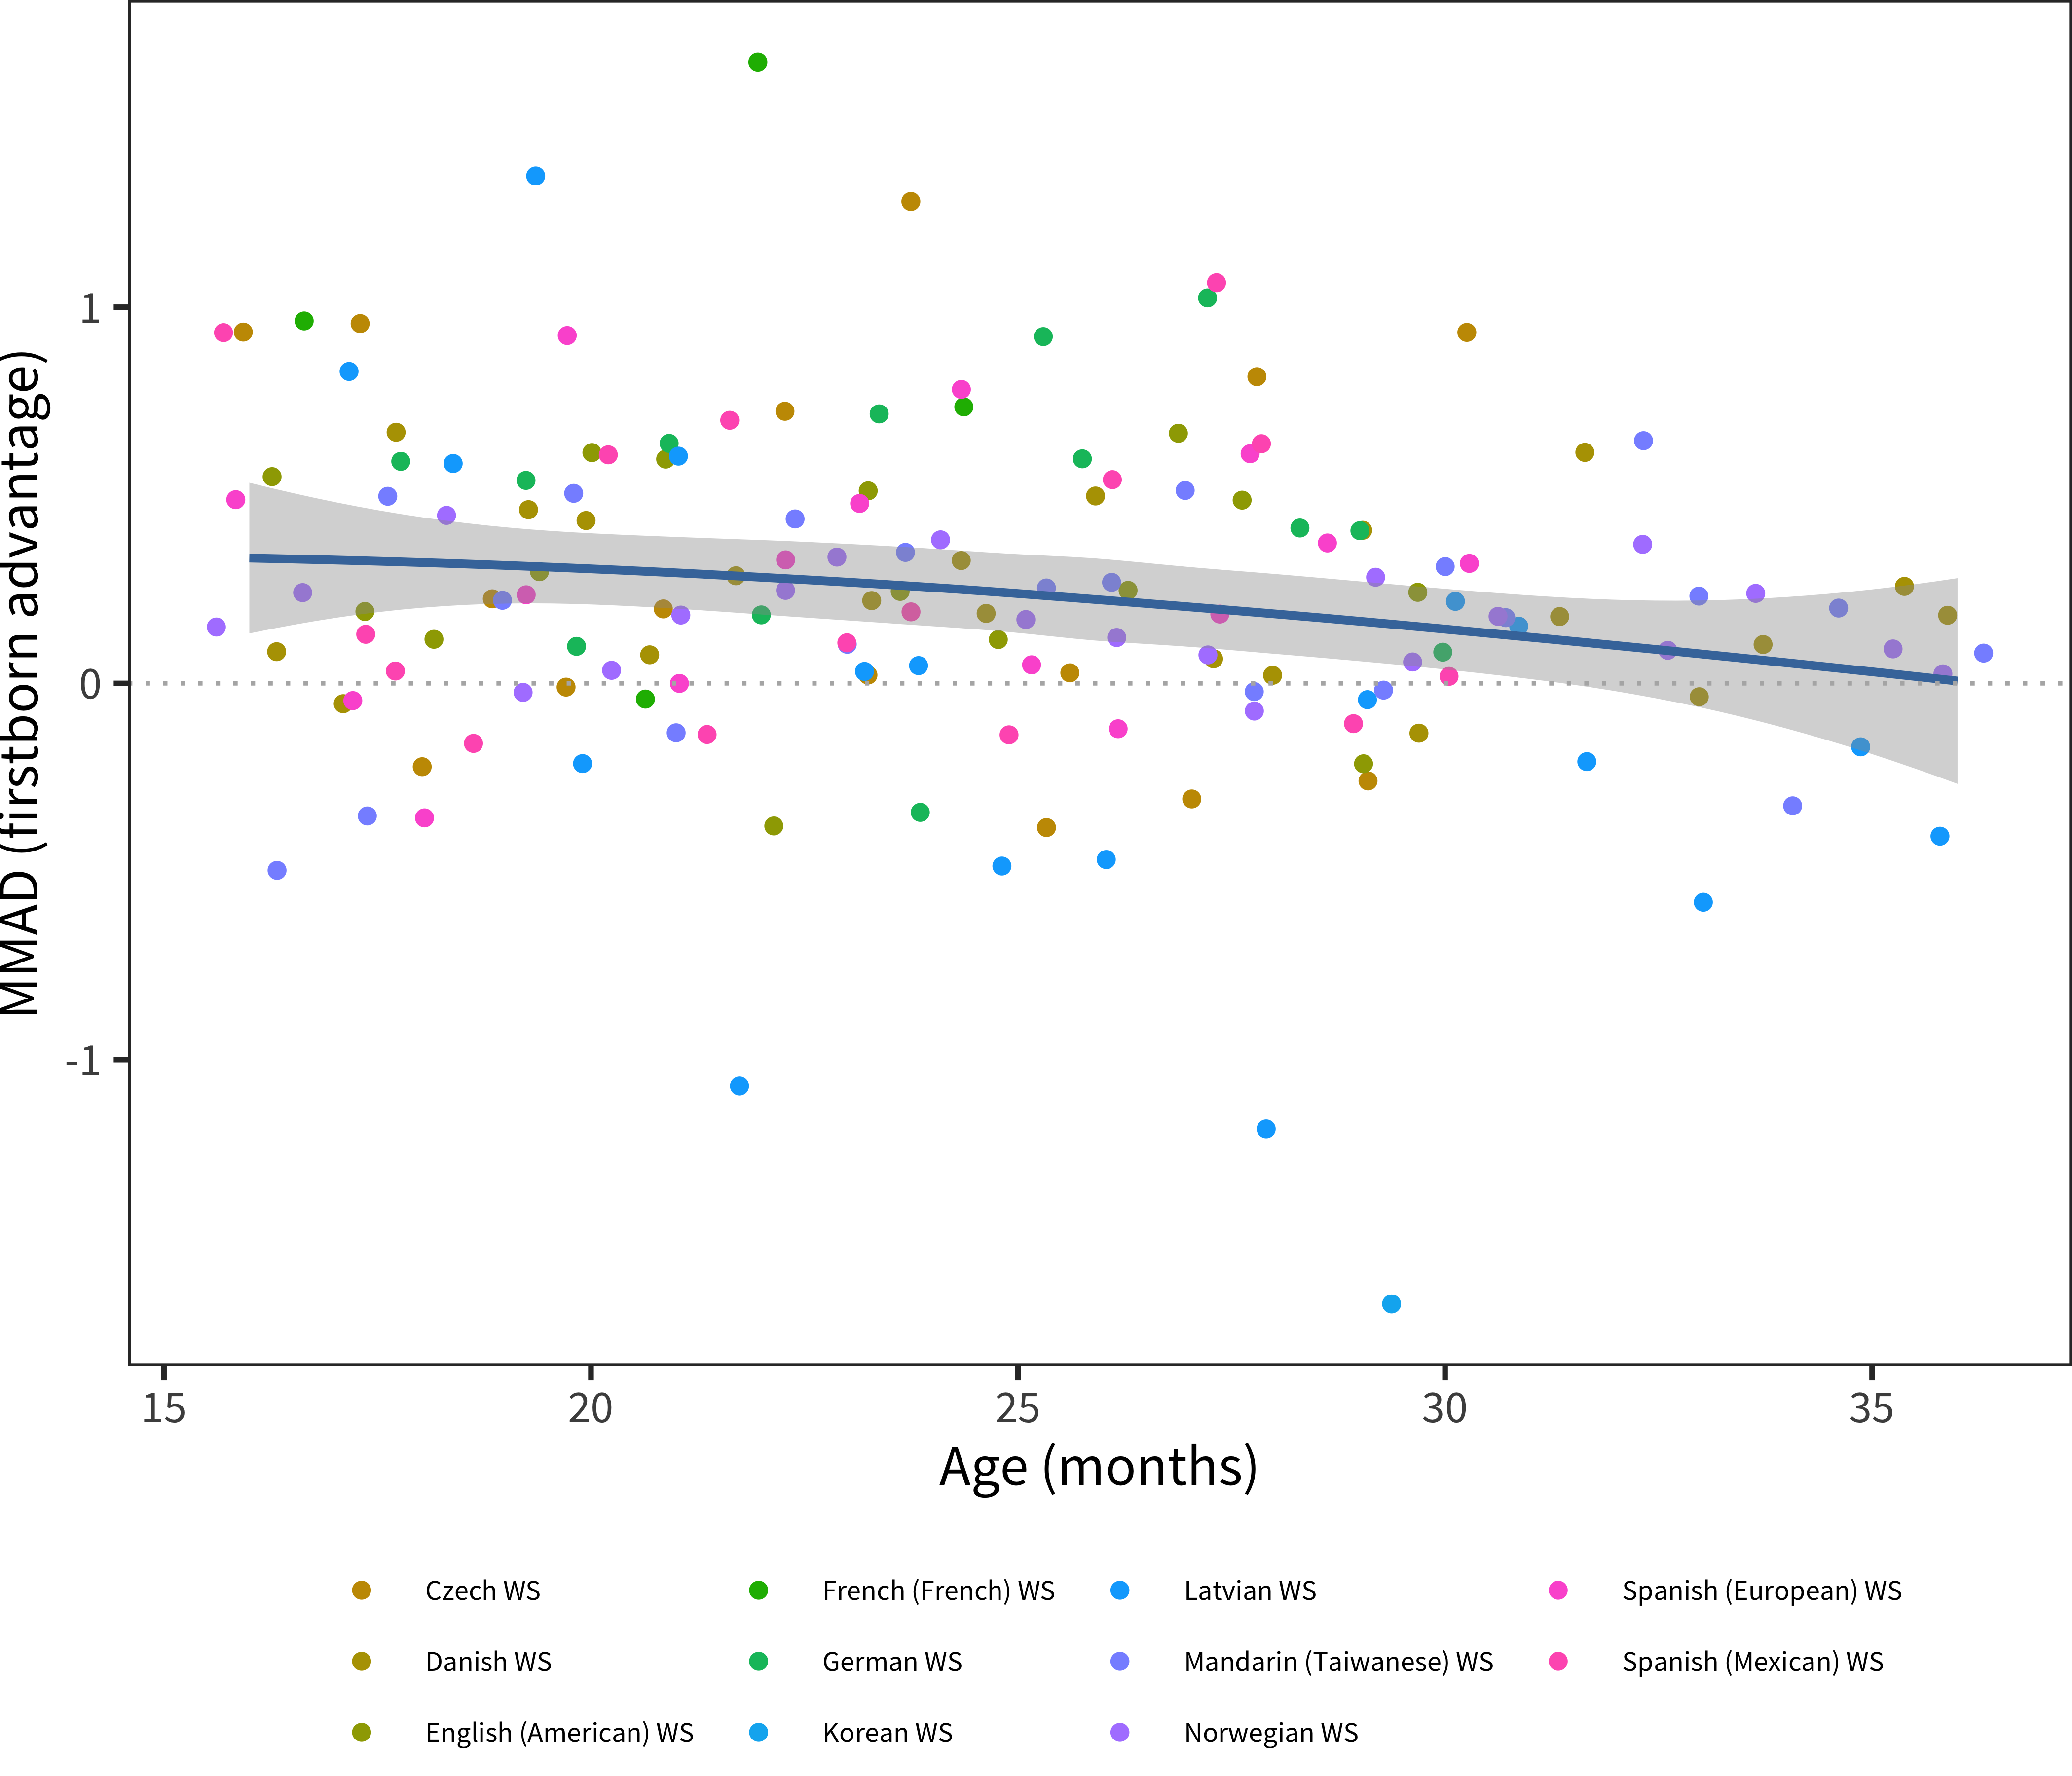 MMAD (firstborn advantage)
1
0
-1
15 20 25 30 35
Age (months)
Czech WS French (French) WS Latvian WS Spanish (European) WS
Danish WS German WS Mandarin (Taiwanese) WS Spanish (Mexican) WS
English (American) WS Korean WS Norwegian WS